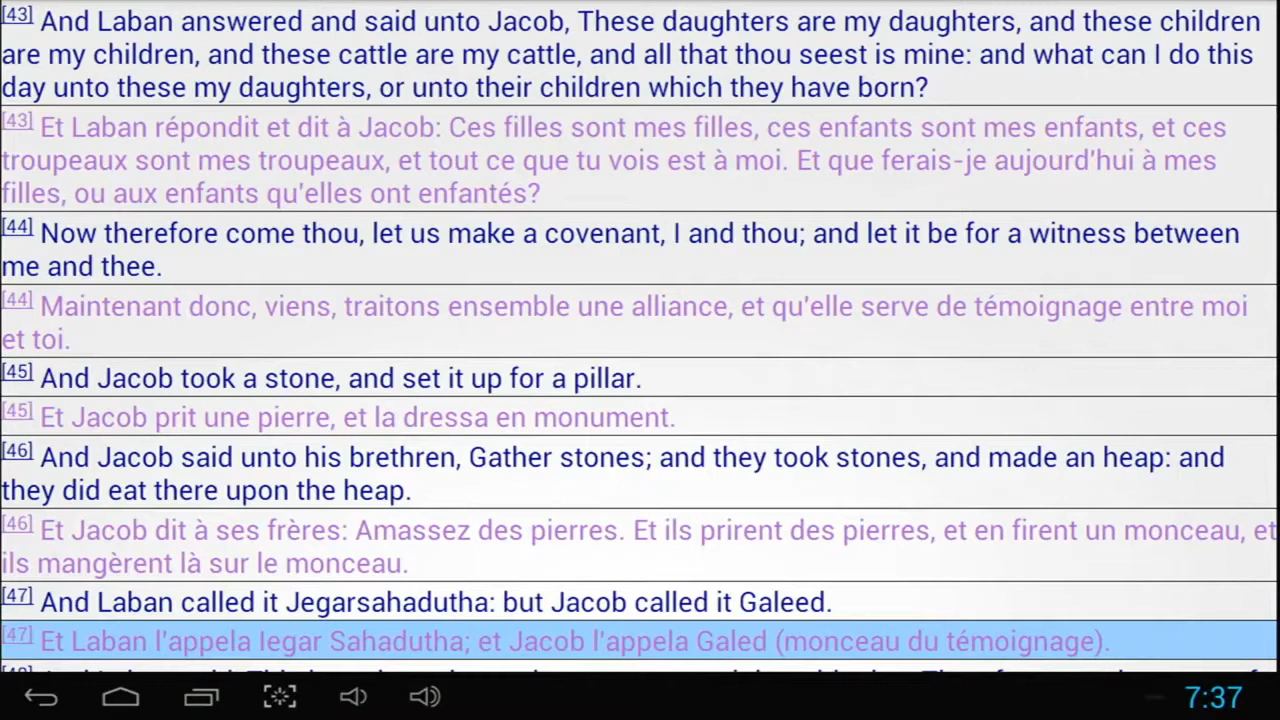 [43] And Laban answered and said unto Jacob, These daughters are my daughters, and these children
are my children, and these cattle are my cattle, and all that thou seest is mine: and what can I do this
day unto these my daughters, or unto their children which they have born?
[43] Et Laban répondit et dit à Jacob: Ces filles sont mes filles, ces enfants sont mes enfants, et ces
troupeaux sont mes troupeaux, et tout ce que tu vois est à moi. Et que ferais-je aujourd'hui à mes
filles, ou aux enfants qu'elles ont enfantés?
[44] Now therefore come thou, let us make a covenant, I and thou; and let it be for a witness between
me and thee.
[44] Maintenant donc, viens, traitons ensemble une alliance, et qu'elle serve de témoignage entre moi
et toi.
[45] And Jacob took a stone, and set it up for a pillar.
[45] Et Jacob prit une pierre, et la dressa en monument.
[46] And Jacob said unto his brethren, Gather stones; and they took stones, and made an heap: and
they did eat there upon the heap.
[46] Et Jacob dit à ses frères: Amassez des pierres. Et ils prirent des pierres, et en firent un monceau, et
ils mangèrent là sur le monceau.
[47] And Laban called it Jegarsahadutha: but Jacob called it Galeed.
[47] Et Laban l'appela Iegar Sahadutha; et Jacob l'appela Galed (monceau du témoignage).
7:37